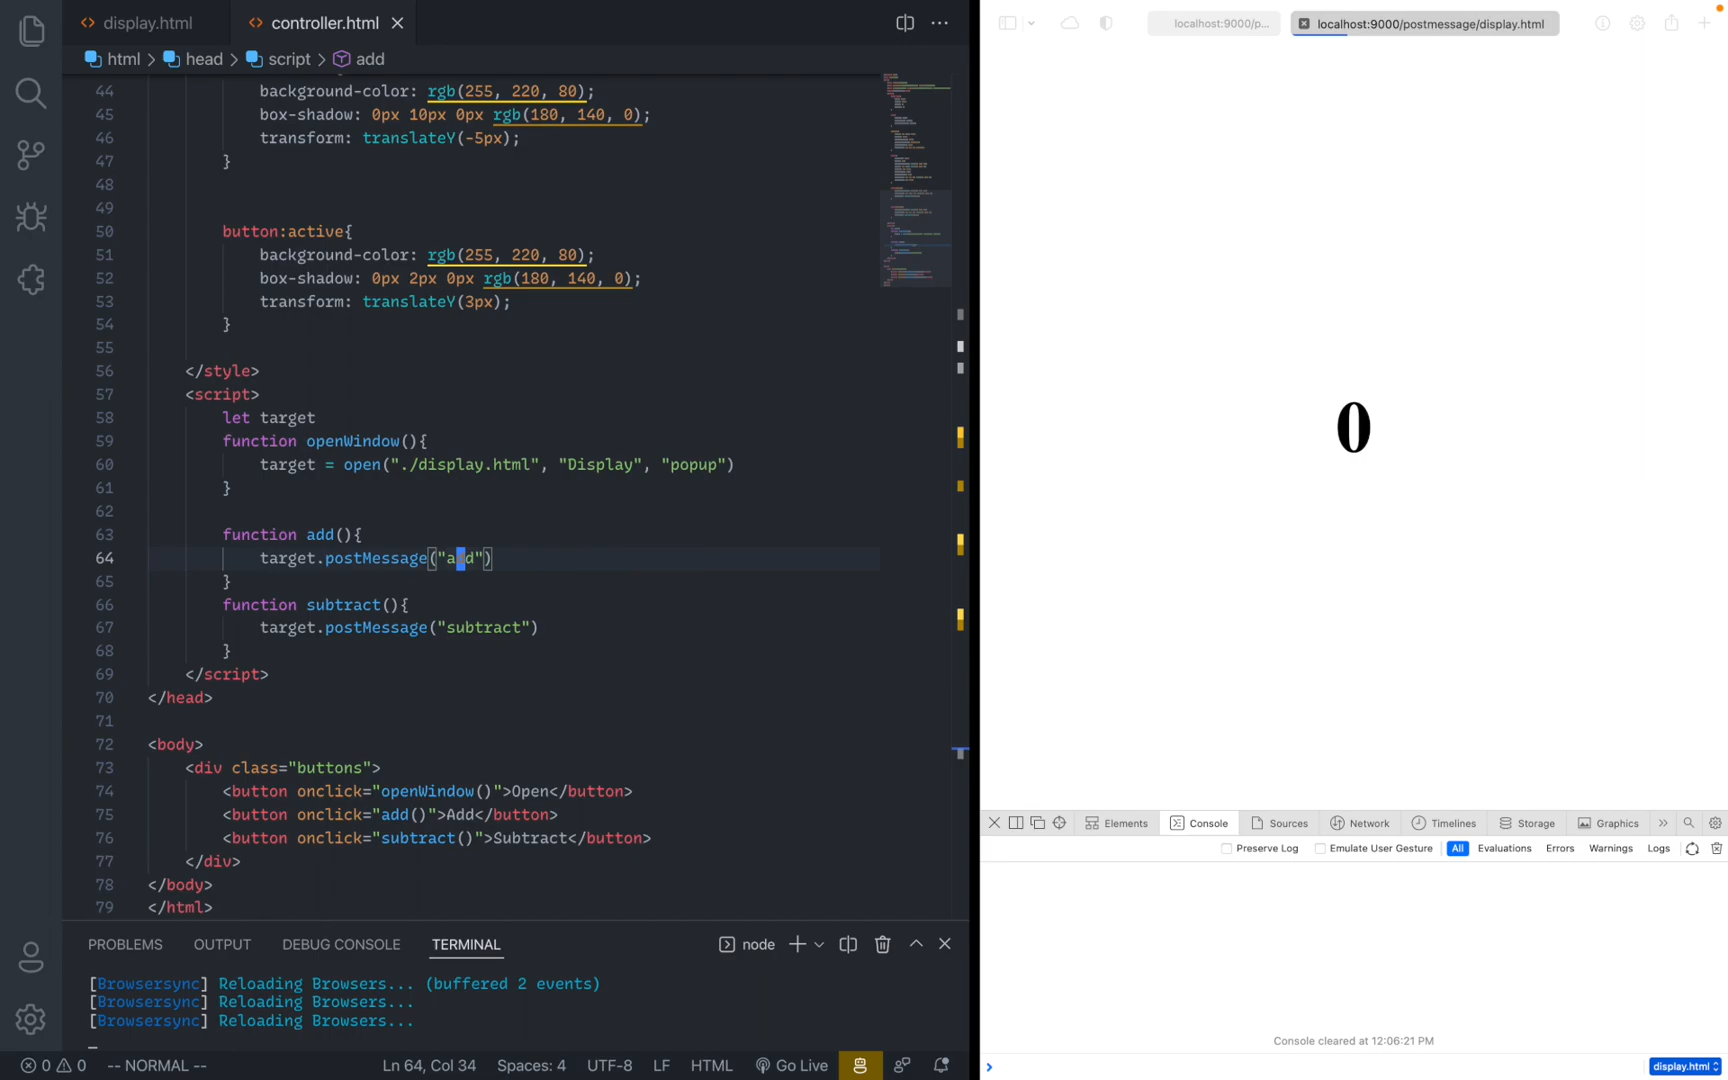 display.html
controller.html
html > head > script > add
44 background-color: rgb(255, 220, 80);
45 box-shadow: 0px 10px 0px rgb(180, 140, 0);
46 transform: translateY(-5px);
47 }
48
49
50 button:active{
51 background-color: rgb(255, 220, 80);
52 box-shadow: 0px 2px 0px rgb(180, 140, 0);
53 transform: translateY(3px);
54 }
55
56 </style>
57 <script>
58 let target
59 function openWindow(){
60 target = open("./display.html", "Display", "popup")
61 }
62
63 function add(){
64 target.postMessage("add")
65 }
66 function subtract(){
67 target.postMessage("subtract")
68 }
69 </script>
70 </head>
71
72 <body>
73 <div class="buttons">
74 <button onclick="openWindow()">Open</button>
75 <button onclick="add()">Add</button>
76 <button onclick="subtract()">Subtract</button>
77 </div>
78 </body>
79 </html>
PROBLEMS OUTPUT DEBUG CONSOLE TERMINAL node
[Browsersync] Reloading Browsers... (buffered 2 events)
[Browsersync] Reloading Browsers...
[Browsersync] Reloading Browsers...
0 0 -- NORMAL -- Ln 64, Col 34 Spaces: 4 UTF-8 LF HTML Go Live
localhost:9000/p...
localhost:9000/postmessage/display.html
0
Elements Console Sources Network Timelines Storage Graphics
Preserve Log Emulate User Gesture All Evaluations Errors Warnings Logs
Console cleared at 12:06:21 PM
display.html